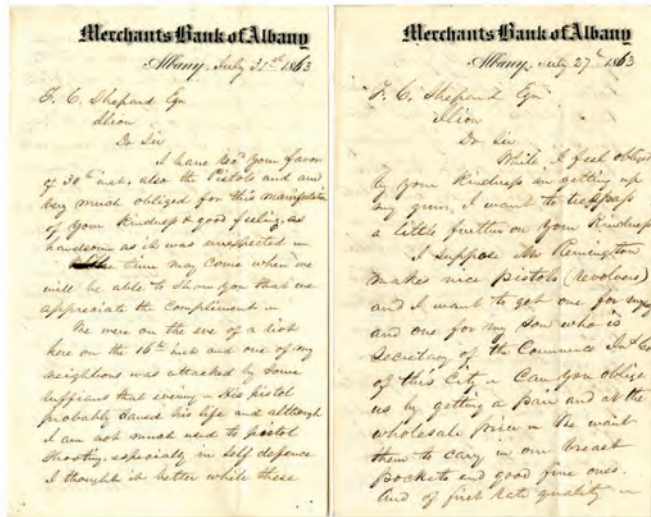 Merchants Bank of Albany
Albany, July 31st 1863
F. C. Shepard Esqr
Ilion
Dr Sir
I have recd your favor
of 30th inst, also the Pistols and am
very much obliged for this manifestation
of your Kindness & good feeling, as
handsome as it was unexpected
time may come when we
will be able to show you that we
appreciate the compliment
We were on the eve of a riot
here on the 16th inst and one of my
neighbors was attacked by some
ruffians that evening his pistol
probably saved his life and although
I am not much used to pistol
shooting, especially in self defence
I thought it better while these
Merchants Bank of Albany
Albany, July 27th 1863
F. C. Shepard Esqr
Ilion
Dr Sir
While I feel obliged
by your Kindness in getting up
my gun, I want to trespass
a little further on your Kindness
I suppose Mr Remington
makes nice pistols (revolvers)
and I want to get one for myself
and one for my son who is
Secretary of the Commerce Ins Co
of this City Can you oblige
us by getting a pair and at the
wholesale price We want
them to carry in our breast
pockets and good fine ones.
And of first rate quality